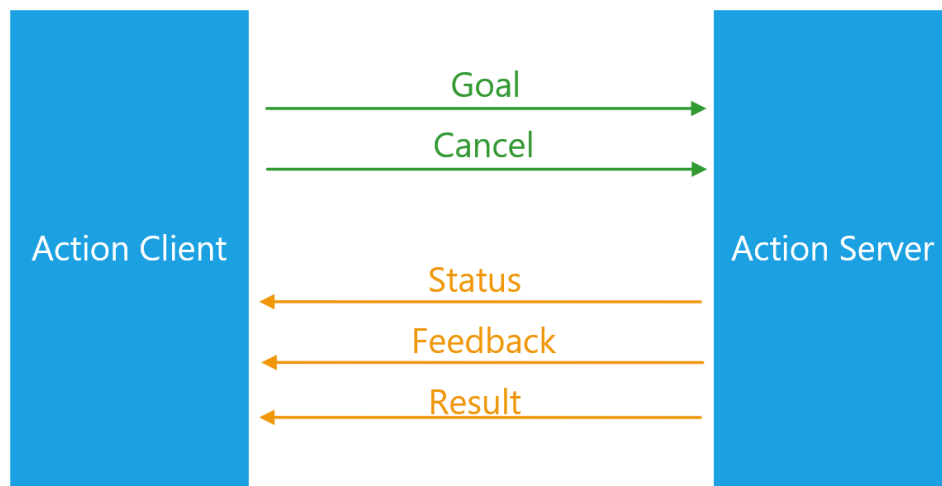 Goal
Cancel
Action Client
Action Server
Status
Feedback
Result